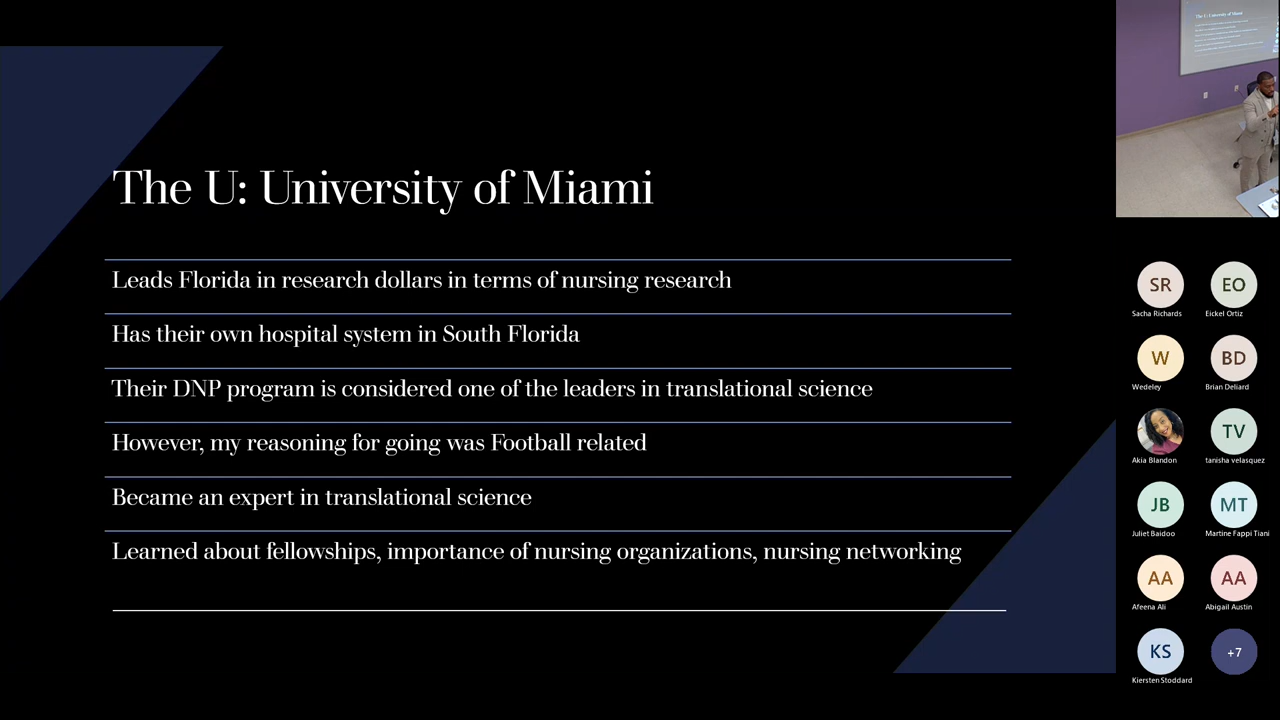 The U: University of Miami
Leads Florida in research dollars in terms of nursing research
Has their own hospital system in South Florida
Their DNP program is considered one of the leaders in translational science
However, my reasoning for going was Football related
Became an expert in translational science
Learned about fellowships, importance of nursing organizations, nursing networking
The U: University of Miami
SR
EO
Sacha Richards
Eickel Ortiz
W
BD
Wedeley
Brian Deliard
TV
Akia Blandon
tanisha velasquez
JB
MT
Juliet Baidoo
Martine Fappi Tiani
AA
AA
Afeena Ali
Abigail Austin
KS
+7
Kiersten Stoddard